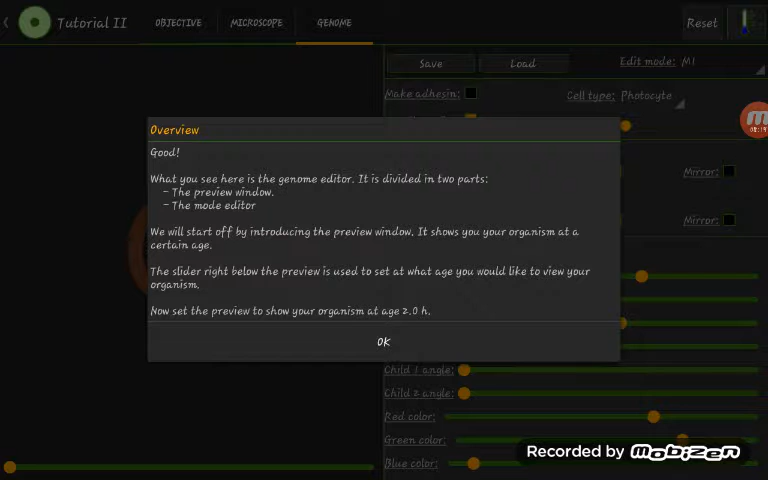 Tutorial II
OBJECTIVE
MICROSCOPE
GENOME
Reset
Save
Load
Edit mode: M1
Make adhesin:
Cell type: Photocyte
Overview
Good!
What you see here is the genome editor. It is divided in two parts:
- The preview window.
- The mode editor
We will start off by introducing the preview window. It shows you your organism at a
certain age.
The slider right below the preview is used to set at what age you would like to view your
organism.
Now set the preview to show your organism at age 2.0 h.
OK
Mirror:
Mirror:
Child 1 angle:
Child 2 angle:
Red color:
Green color:
Blue color:
Recorded by Mobizen